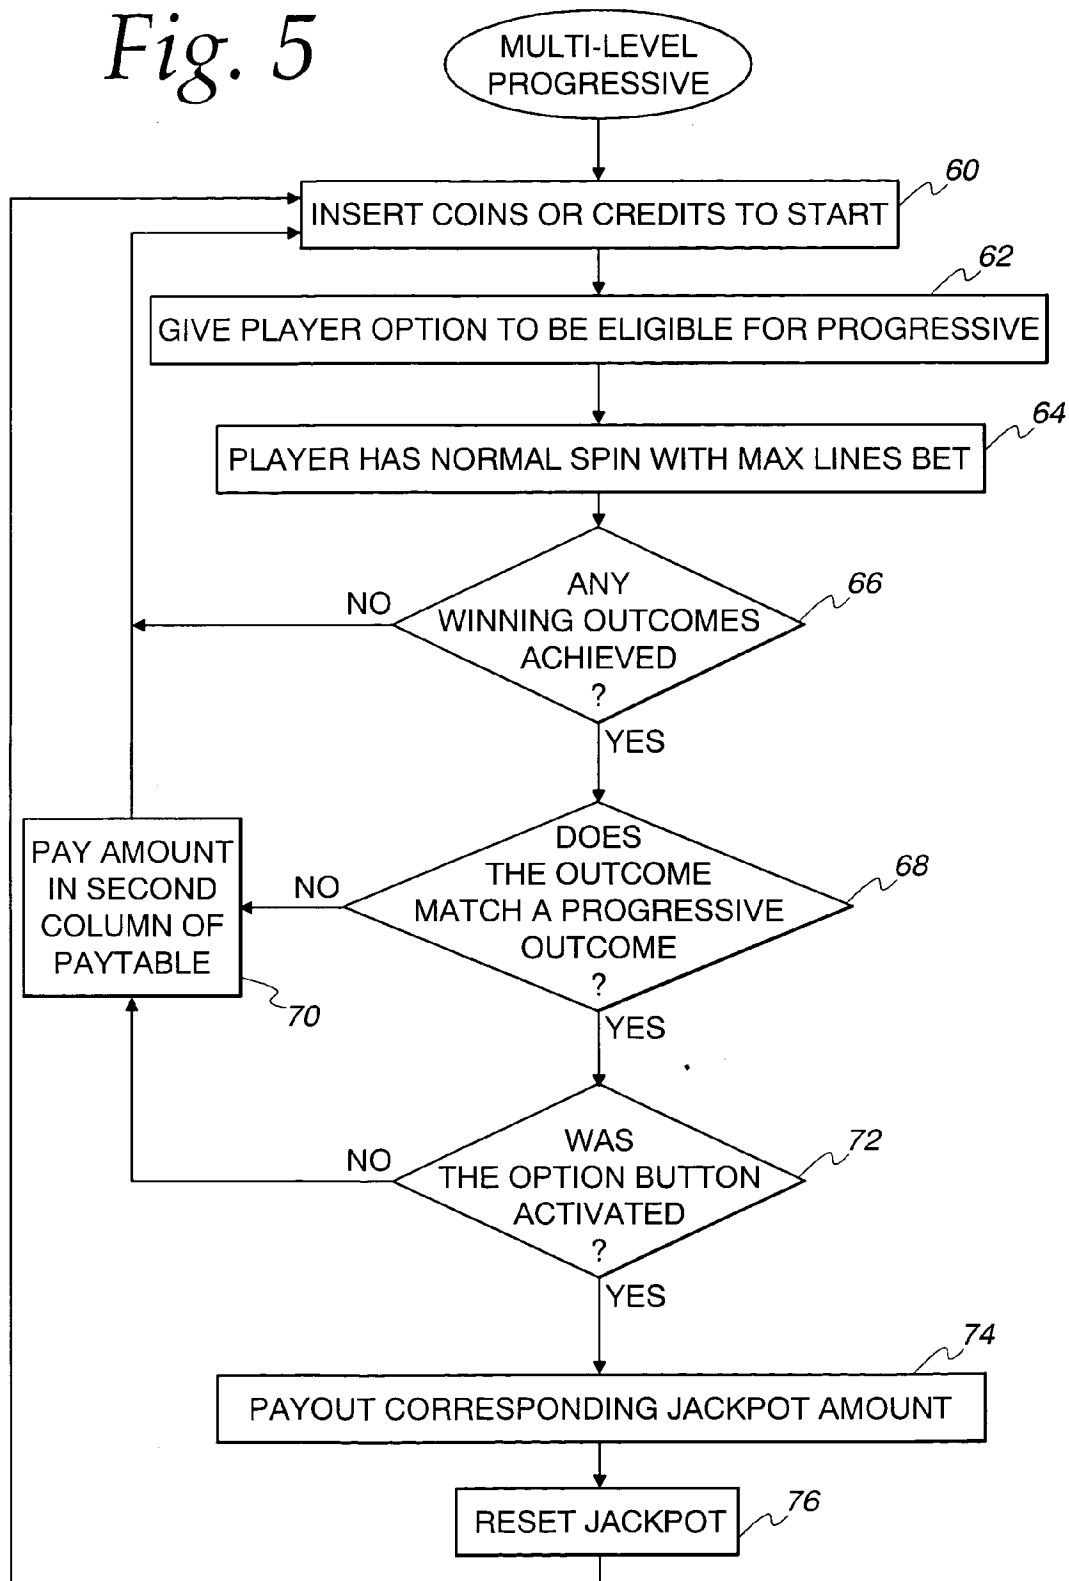 Fig. 5
MULTI-LEVEL
PROGRESSIVE
60
INSERT COINS OR CREDITS TO START
62
GIVE PLAYER OPTION TO BE ELIGIBLE FOR PROGRESSIVE
64
PLAYER HAS NORMAL SPIN WITH MAX LINES BET
NO
ANY
WINNING OUTCOMES
ACHIEVED
?
66
YES
PAY AMOUNT
IN SECOND
COLUMN OF
PAYTABLE
70
NO
DOES
THE OUTCOME
MATCH A PROGRESSIVE
OUTCOME
?
68
YES
NO
WAS
THE OPTION BUTTON
ACTIVATED
?
72
YES
74
PAYOUT CORRESPONDING JACKPOT AMOUNT
RESET JACKPOT
76